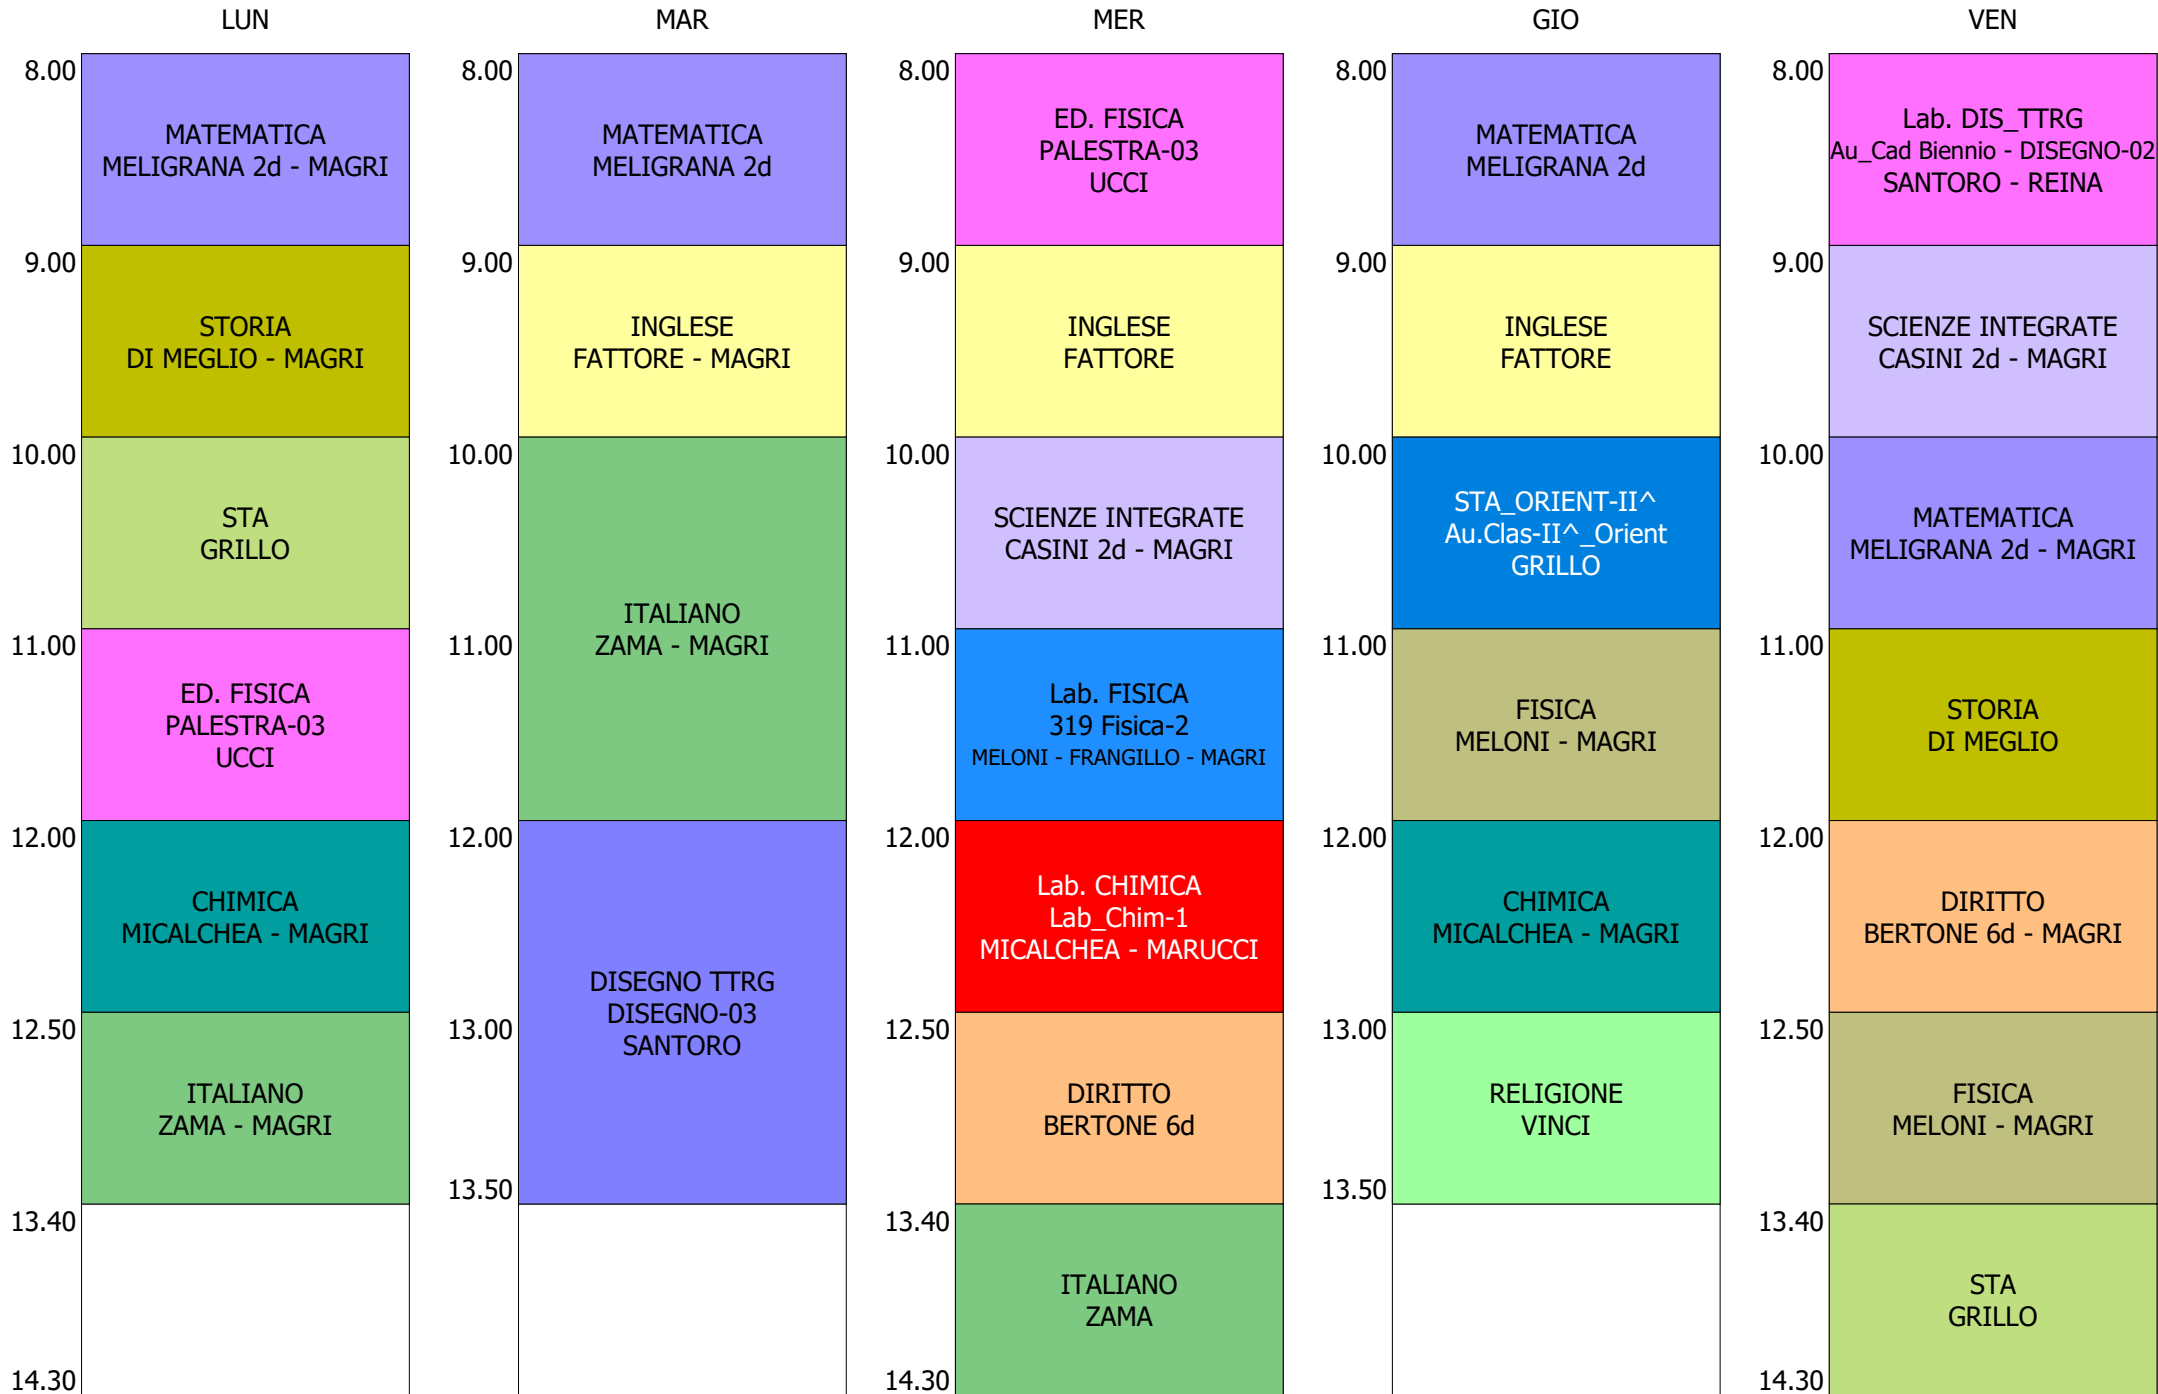 LUN
MAR
MER
GIO
VEN
8.00
MATEMATICA
MELIGRANA 2d - MAGRI
9.00
STORIA
DI MEGLIO - MAGRI
10.00
STA
GRILLO
11.00
ED. FISICA
PALESTRA-03
UCCI
12.00
CHIMICA
MICALCHEA - MAGRI
12.50
ITALIANO
ZAMA - MAGRI
13.40
14.30
8.00
MATEMATICA
MELIGRANA 2d
9.00
INGLESE
FATTORE - MAGRI
10.00
ITALIANO
ZAMA - MAGRI
11.00
12.00
DISEGNO TTRG
DISEGNO-03
SANTORO
13.00
13.50
8.00
ED. FISICA
PALESTRA-03
UCCI
9.00
INGLESE
FATTORE
10.00
SCIENZE INTEGRATE
CASINI 2d - MAGRI
11.00
Lab. FISICA
319 Fisica-2
MELONI - FRANGILLO - MAGRI
12.00
Lab. CHIMICA
Lab_Chim-1
MICALCHEA - MARUCCI
12.50
DIRITTO
BERTONE 6d
13.40
ITALIANO
ZAMA
14.30
8.00
MATEMATICA
MELIGRANA 2d
9.00
INGLESE
FATTORE
10.00
STA_ORIENT-II^
Au.Clas-II^_Orient
GRILLO
11.00
FISICA
MELONI - MAGRI
12.00
CHIMICA
MICALCHEA - MAGRI
13.00
RELIGIONE
VINCI
13.50
8.00
Lab. DIS_TTRG
Au_Cad Biennio - DISEGNO-02
SANTORO - REINA
9.00
SCIENZE INTEGRATE
CASINI 2d - MAGRI
10.00
MATEMATICA
MELIGRANA 2d - MAGRI
11.00
STORIA
DI MEGLIO
12.00
DIRITTO
BERTONE 6d - MAGRI
12.50
FISICA
MELONI - MAGRI
13.40
STA
GRILLO
14.30